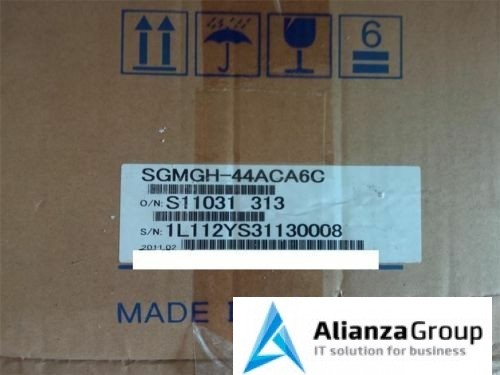 6
SGMGH-44ACA6C
O/N: S11031 313
S/N: 1L112YS31130008
2011.02
MADE
AlianzaGroup
IT solution for business